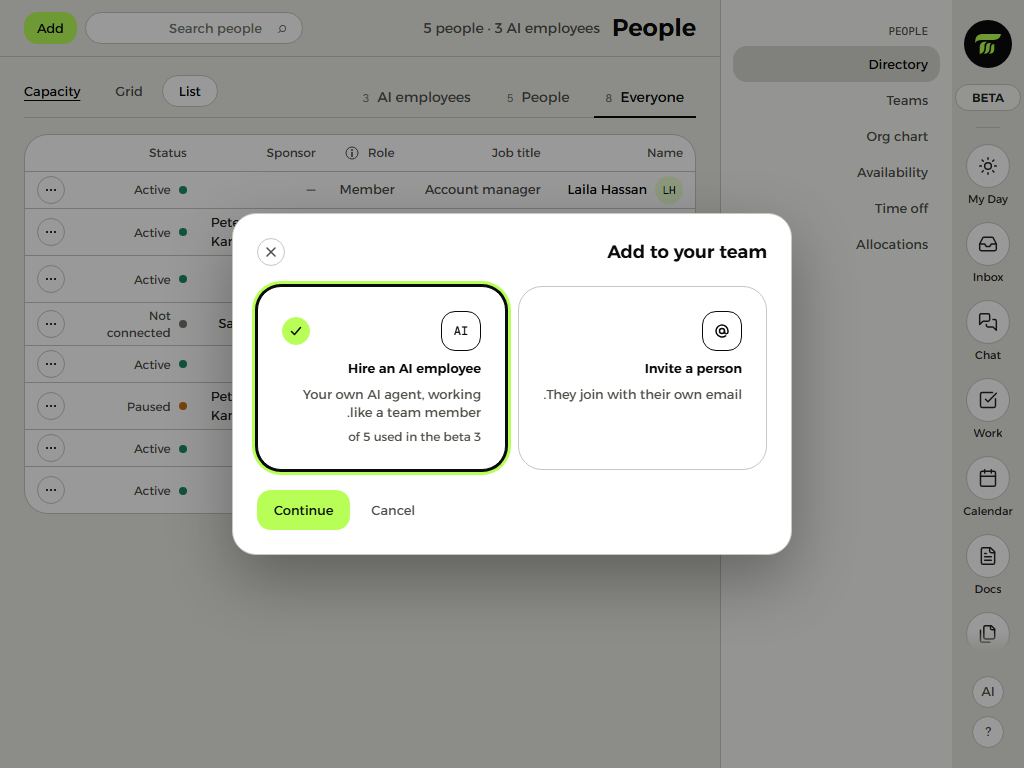 People
5 people · 3 AI employees
Search people
Add
Everyone 8
People 5
AI employees 3
List
Grid
Capacity
Name
Job title
Role
Sponsor
Status
LH Laila Hassan
Account manager
Member
—
Active
Active
Active
Not
connected
Active
Paused
Active
Active
Add to your team
@
Invite a person
They join with their own email.
AI
Hire an AI employee
Your own AI agent, working
like a team member.
3 of 5 used in the beta
Cancel
Continue
PEOPLE
Directory
Teams
Org chart
Availability
Time off
Allocations
BETA
My Day
Inbox
Chat
Work
Calendar
Docs
AI
?